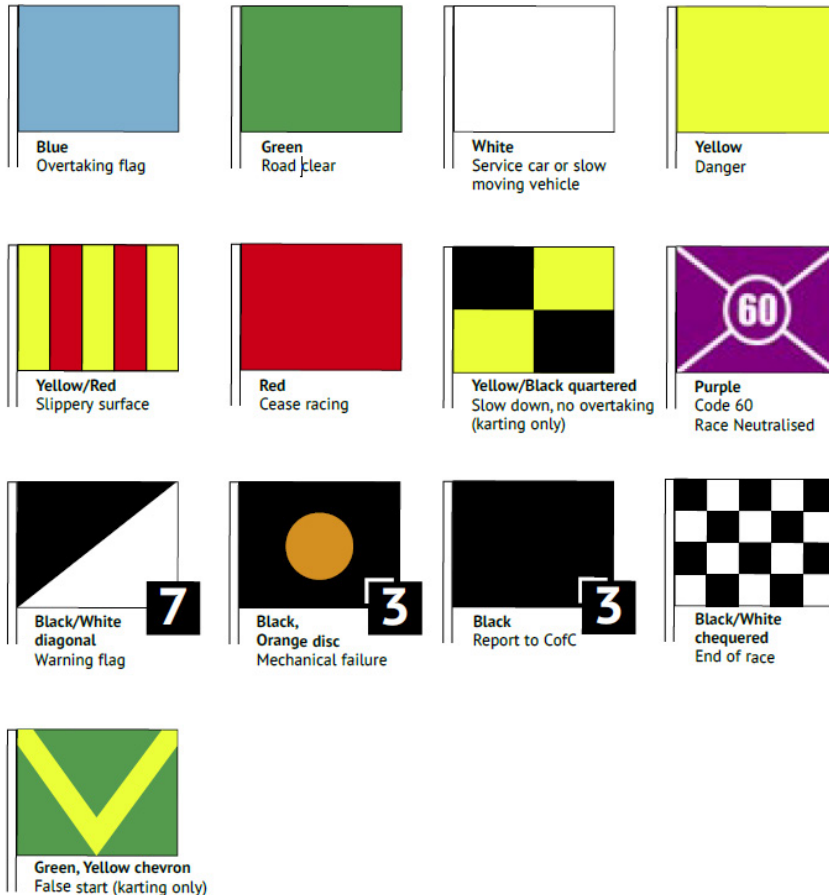 Blue
Overtaking flag
Green
Road clear
White
Service car or slow
moving vehicle
Yellow
Danger
Yellow/Red
Slippery surface
Red
Cease racing
Yellow/Black quartered
Slow down, no overtaking
(karting only)
60
Purple
Code 60
Race Neutralised
7
Black/White
diagonal
Warning flag
3
Black,
Orange disc
Mechanical failure
3
Black
Report to CofC
Black/White
chequered
End of race
Green, Yellow chevron
False start (karting only)